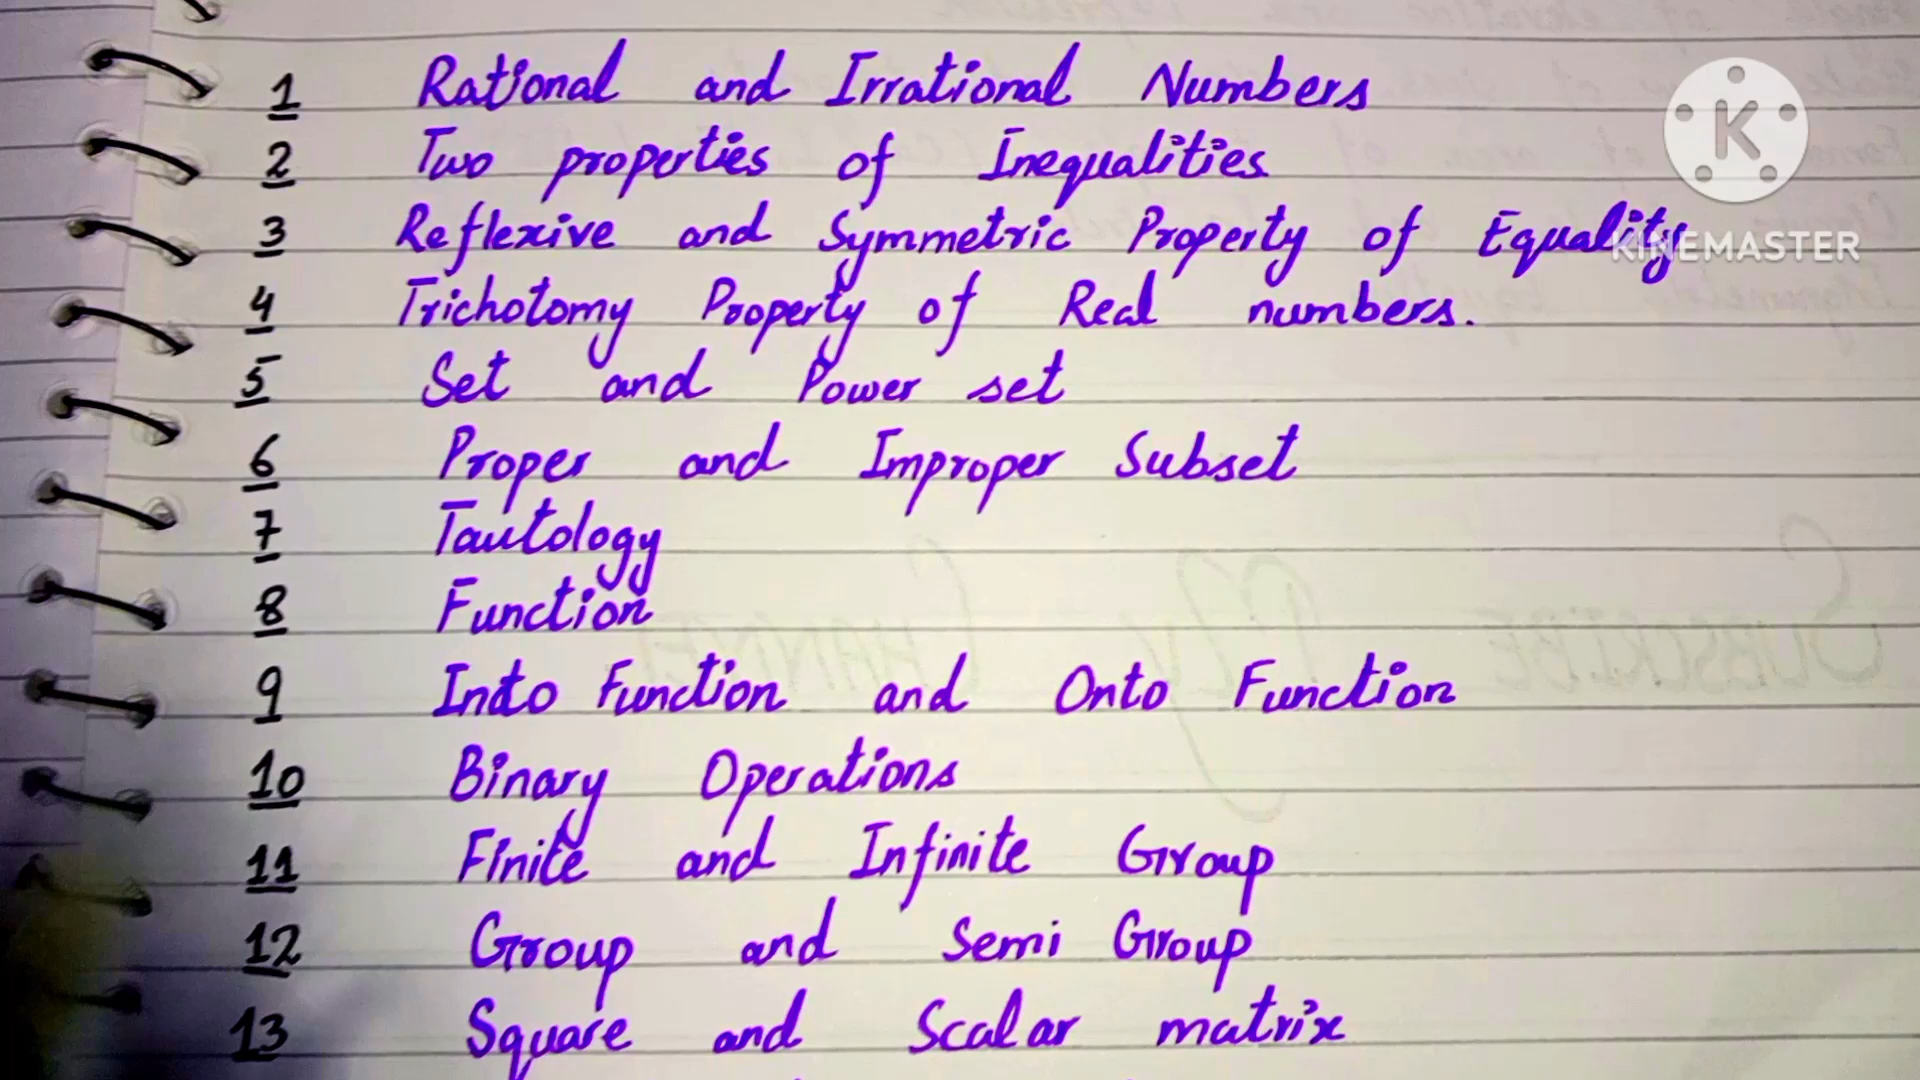 1 Rational and Irrational Numbers
2 Two properties of Inequalities
3 Reflexive and Symmetric Property of Equality
KINEMASTER
4 Trichotomy Property of Real numbers.
5 Set and Power set
6 Proper and Improper Subset
7 Tautology
8 Function
9 Into Function and Onto Function
10 Binary Operations
11 Finite and Infinite Group
12 Group and Semi Group
13 Square and Scalar matrix